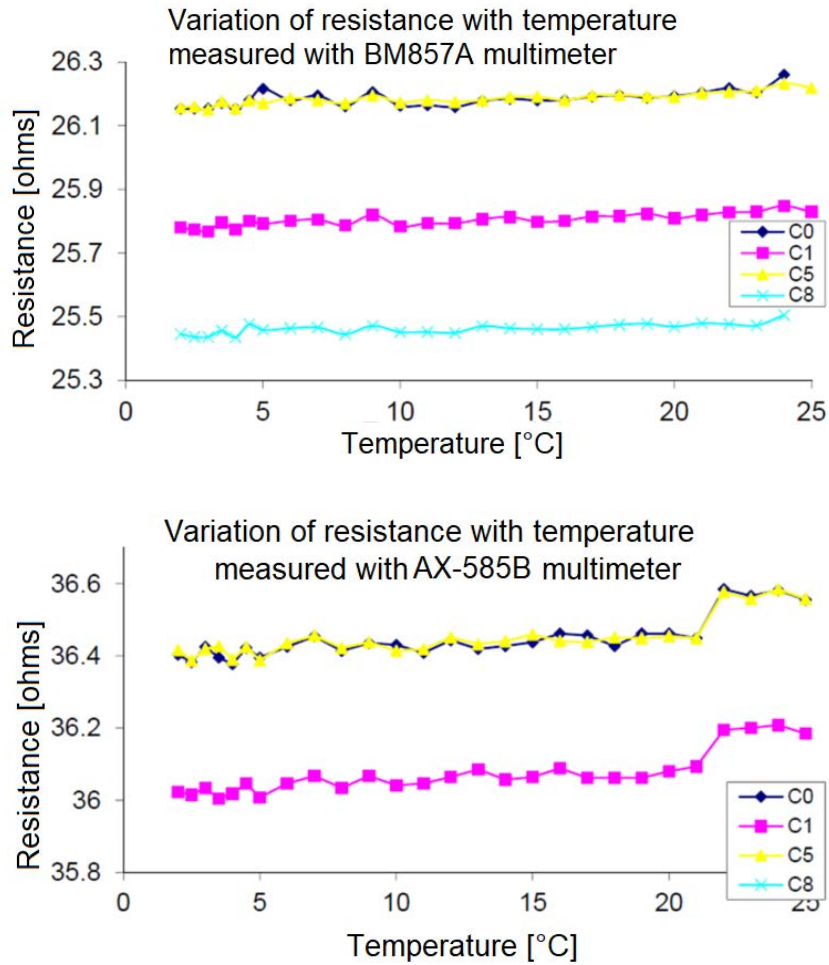 Variation of resistance with temperature
measured with BM857A multimeter
Resistance [ohms]
26.3
26.1
25.9
25.7
25.5
25.3
0 5 10 15 20 25
Temperature [°C]
C0
C1
C5
C8
Variation of resistance with temperature
measured with AX-585B multimeter
Resistance [ohms]
36.6
36.4
36.2
36
35.8
0 5 10 15 20 25
Temperature [°C]
C0
C1
C5
C8